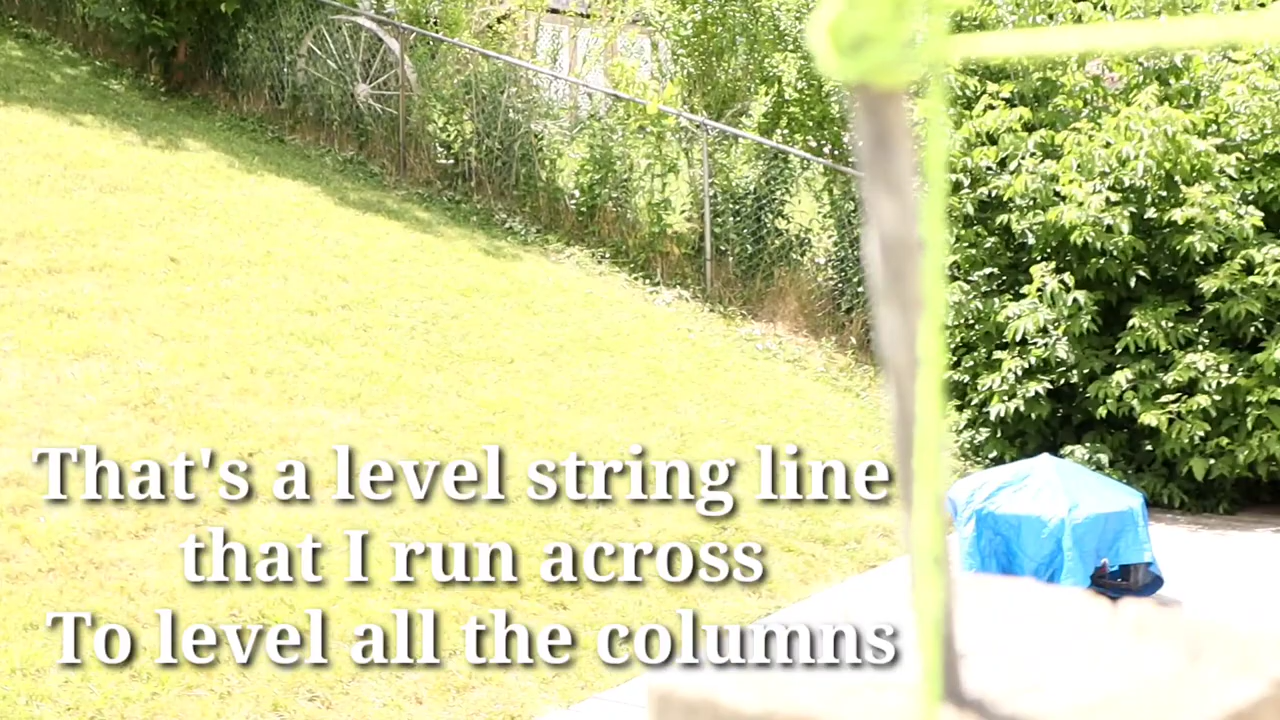 That's a level string line
that I run across
To level all the columns